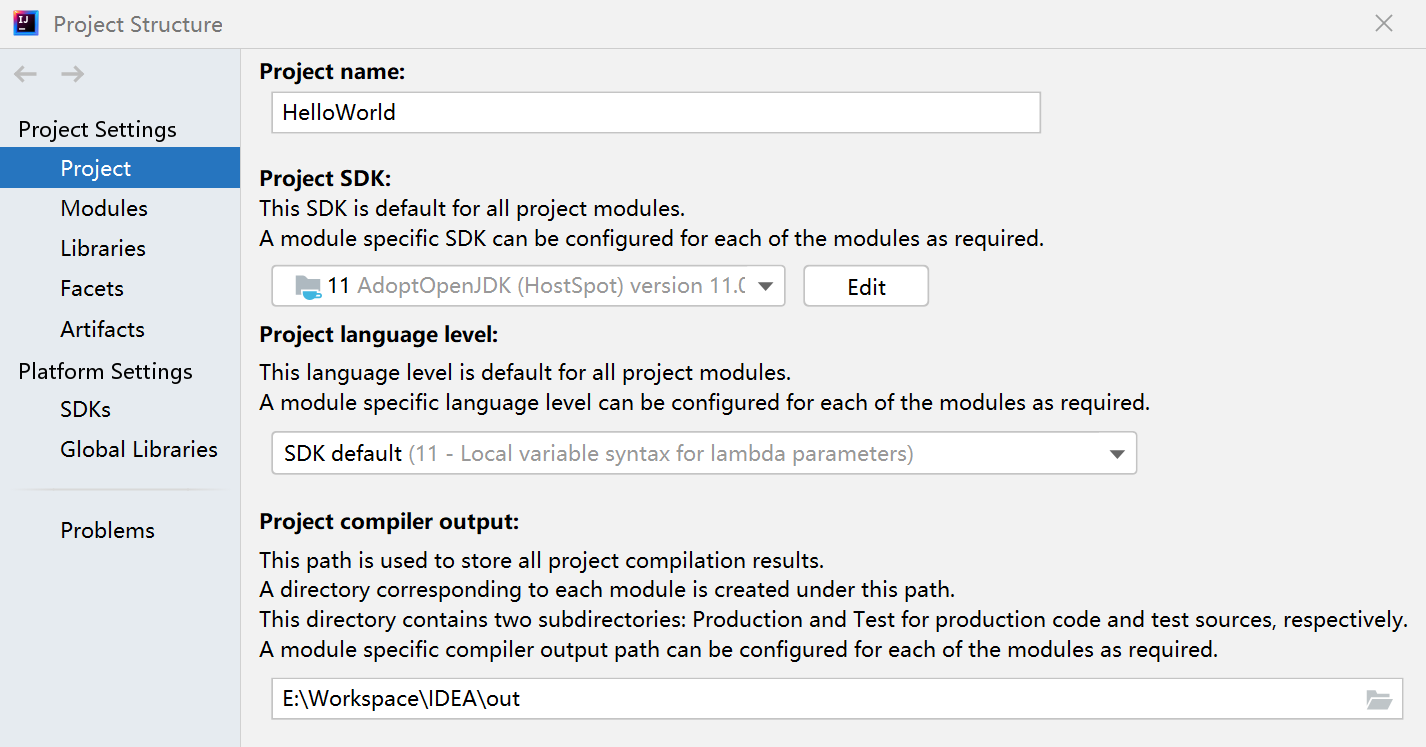 Project Structure
Project Settings
Project
Modules
Libraries
Facets
Artifacts
Platform Settings
SDKs
Global Libraries
Problems
Project name:
HelloWorld
Project SDK:
This SDK is default for all project modules.
A module specific SDK can be configured for each of the modules as required.
11 AdoptOpenJDK (HostSpot) version 11.0
Edit
Project language level:
This language level is default for all project modules.
A module specific language level can be configured for each of the modules as required.
SDK default (11 - Local variable syntax for lambda parameters)
Project compiler output:
This path is used to store all project compilation results.
A directory corresponding to each module is created under this path.
This directory contains two subdirectories: Production and Test for production code and test sources, respectively.
A module specific compiler output path can be configured for each of the modules as required.
E:\Workspace\IDEA\out